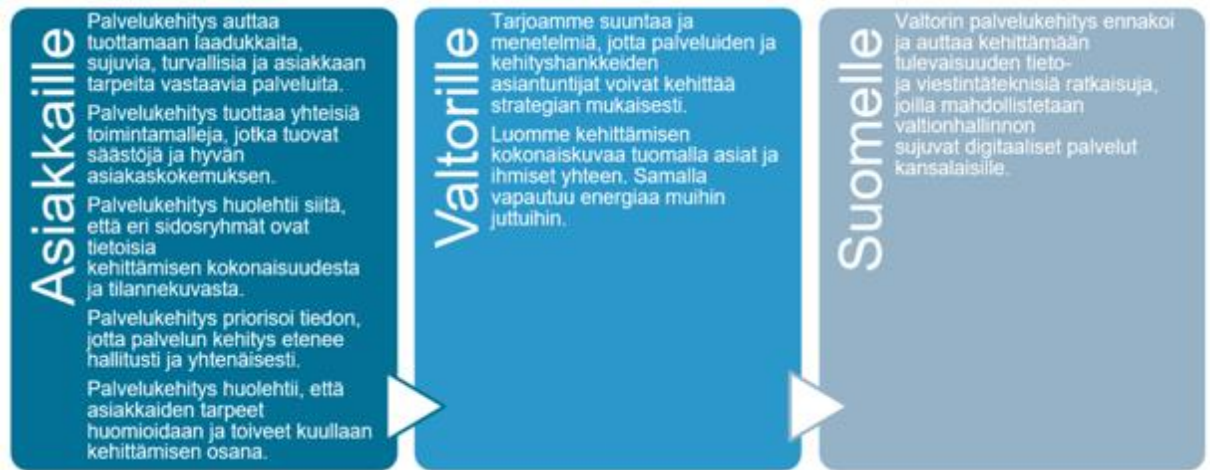 Asiakkaille
Palvelukehitys auttaa
tuottamaan laadukkaita,
sujuvia, turvallisia ja asiakkaan
tarpeita vastaavia palveluita.
Palvelukehitys tuottaa yhteisiä
toimintamalleja, jotka tuovat
säästöjä ja hyvän
asiakaskokemuksen.
Palvelukehitys huolehtii siitä,
että eri sidosryhmät ovat
tietoisia
kehittämisen kokonaisuudesta
ja tilannekuvasta.
Palvelukehitys priorisoi tiedon,
jotta palvelun kehitys etenee
hallitusti ja yhtenäisesti.
Palvelukehitys huolehtii, että
asiakkaiden tarpeet
huomioidaan ja toiveet kuullaan
kehittämisen osana.
Valtorille
Tarjoamme suuntaa ja
menetelmiä, jotta palveluiden ja
kehityshankkeiden
asiantuntijat voivat kehittää
strategian mukaisesti.
Luomme kehittämisen
kokonaiskuvaa tuomalla asiat ja
ihmiset yhteen. Samalla
vapautuu energiaa muihin
juttuihin.
Suomelle
Valtorin palvelukehitys ennakoi
ja auttaa kehittämään
tulevaisuuden tieto-
ja viestintäteknisiä ratkaisuja,
joilla mahdollistetaan
valtionhallinnon
sujuvat digitaaliset palvelut
kansalaisille.